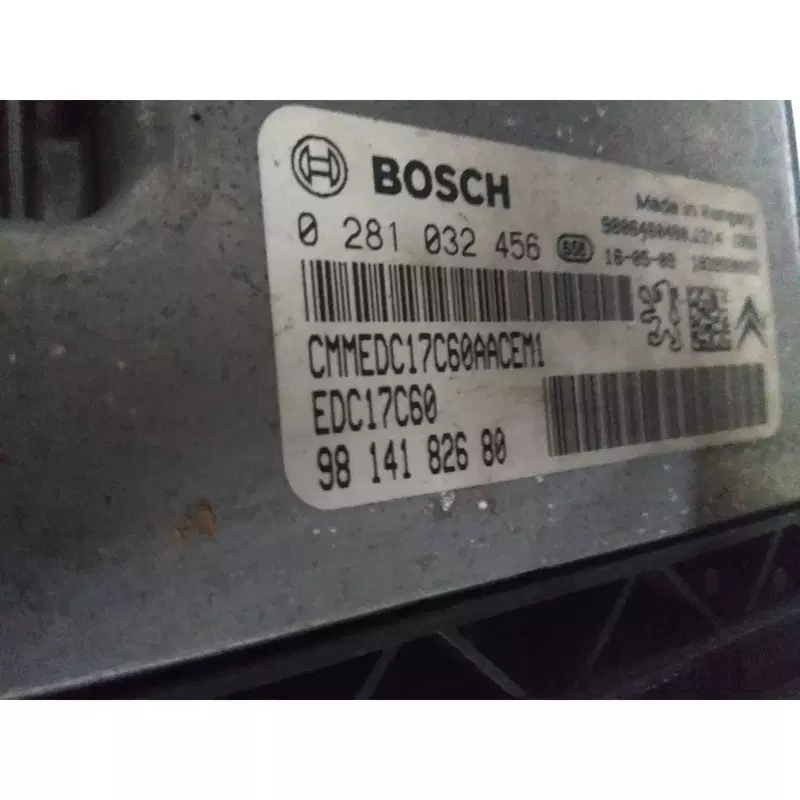 BOSCH
Made in Hungary
0 281 032 456
CMMEDC17C60AACEM1
EDC17C60
98 141 826 80